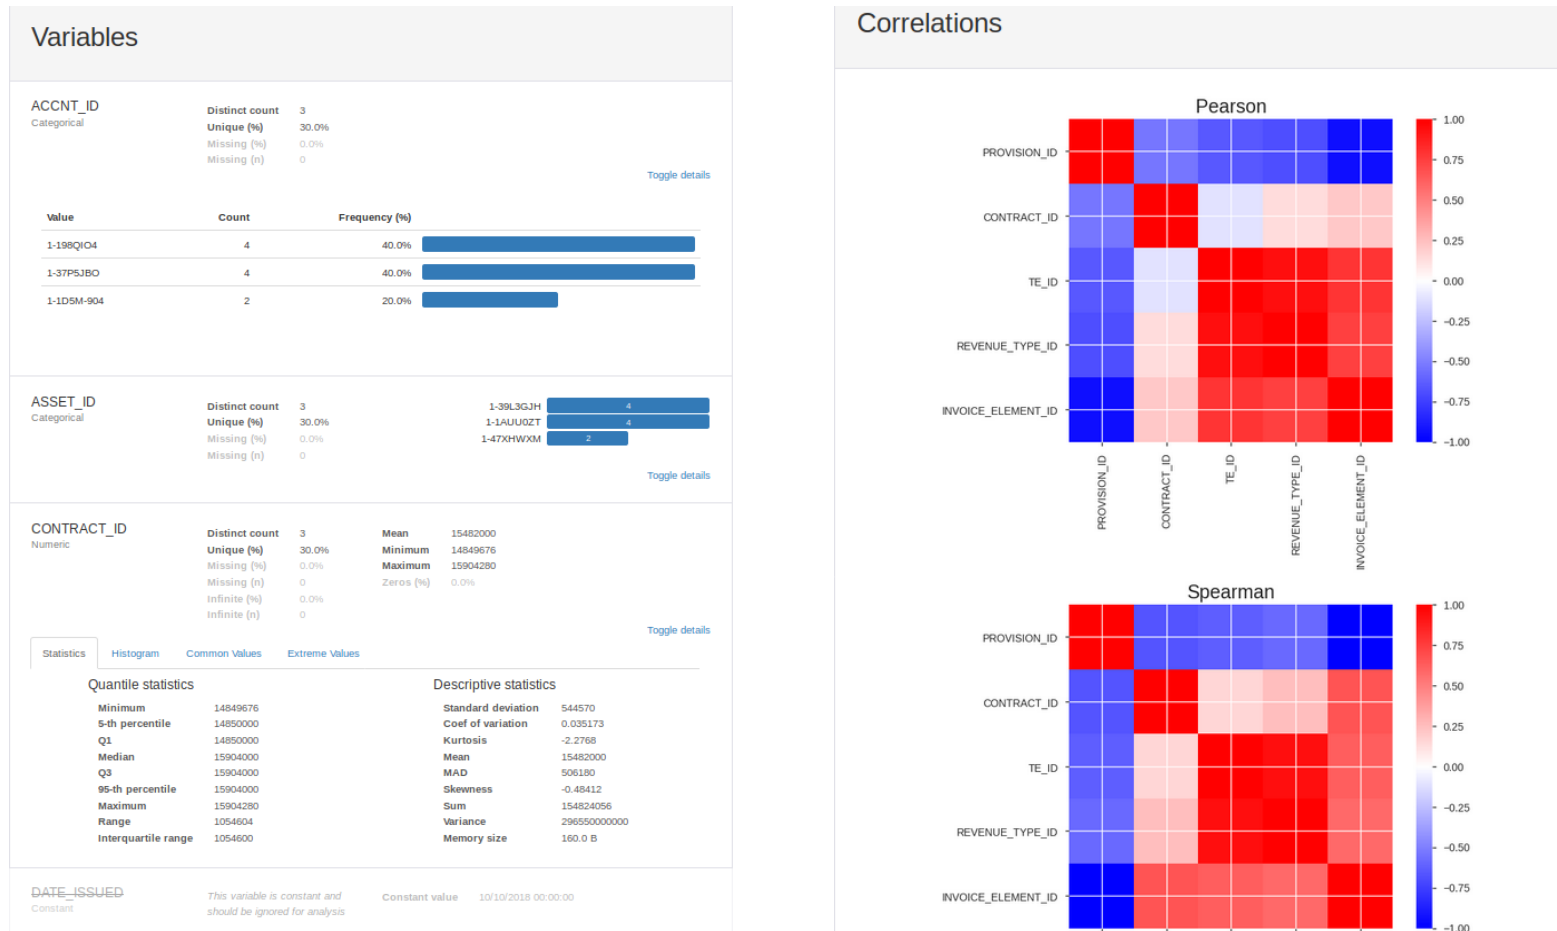 Variables
ACCNT_ID
Categorical
Distinct count 3
Unique (%) 30.0%
Missing (%) 0.0%
Missing (n) 0
Toggle details
Value Count Frequency (%)
1-198QIO4 4 40.0%
1-37P5JBO 4 40.0%
1-1D5M-904 2 20.0%
ASSET_ID
Categorical
Distinct count 3
Unique (%) 30.0%
Missing (%) 0.0%
Missing (n) 0
1-39L3GJH 4
1-1AUU0ZT 4
1-47XHWXM 2
Toggle details
CONTRACT_ID
Numeric
Distinct count 3
Unique (%) 30.0%
Missing (%) 0.0%
Missing (n) 0
Infinite (%) 0.0%
Infinite (n) 0
Mean 15482000
Minimum 14849676
Maximum 15904280
Zeros (%) 0.0%
Toggle details
Statistics Histogram Common Values Extreme Values
Quantile statistics
Minimum 14849676
5-th percentile 14850000
Q1 14850000
Median 15904000
Q3 15904000
95-th percentile 15904000
Maximum 15904280
Range 1054604
Interquartile range 1054600
Descriptive statistics
Standard deviation 544570
Coef of variation 0.035173
Kurtosis -2.2768
Mean 15482000
MAD 506180
Skewness -0.48412
Sum 154824056
Variance 296550000000
Memory size 160.0 B
DATE_ISSUED
Constant
This variable is constant and
should be ignored for analysis
Constant value 10/10/2018 00:00:00
Correlations
Pearson
PROVISION_ID
CONTRACT_ID
TE_ID
REVENUE_TYPE_ID
INVOICE_ELEMENT_ID
PROVISION_ID
CONTRACT_ID
TE_ID
REVENUE_TYPE_ID
INVOICE_ELEMENT_ID
1.00
0.75
0.50
0.25
0.00
−0.25
−0.50
−0.75
−1.00
Spearman
PROVISION_ID
CONTRACT_ID
TE_ID
REVENUE_TYPE_ID
INVOICE_ELEMENT_ID
1.00
0.75
0.50
0.25
0.00
−0.25
−0.50
−0.75
−1.00